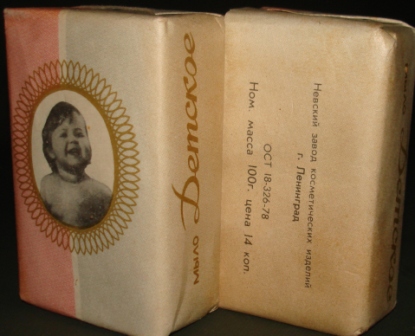 мыло Детское
Невский завод косметических изделий
г. Ленинград
ОСТ 18-326-78
Ном. масса 100г. цена 14 коп.